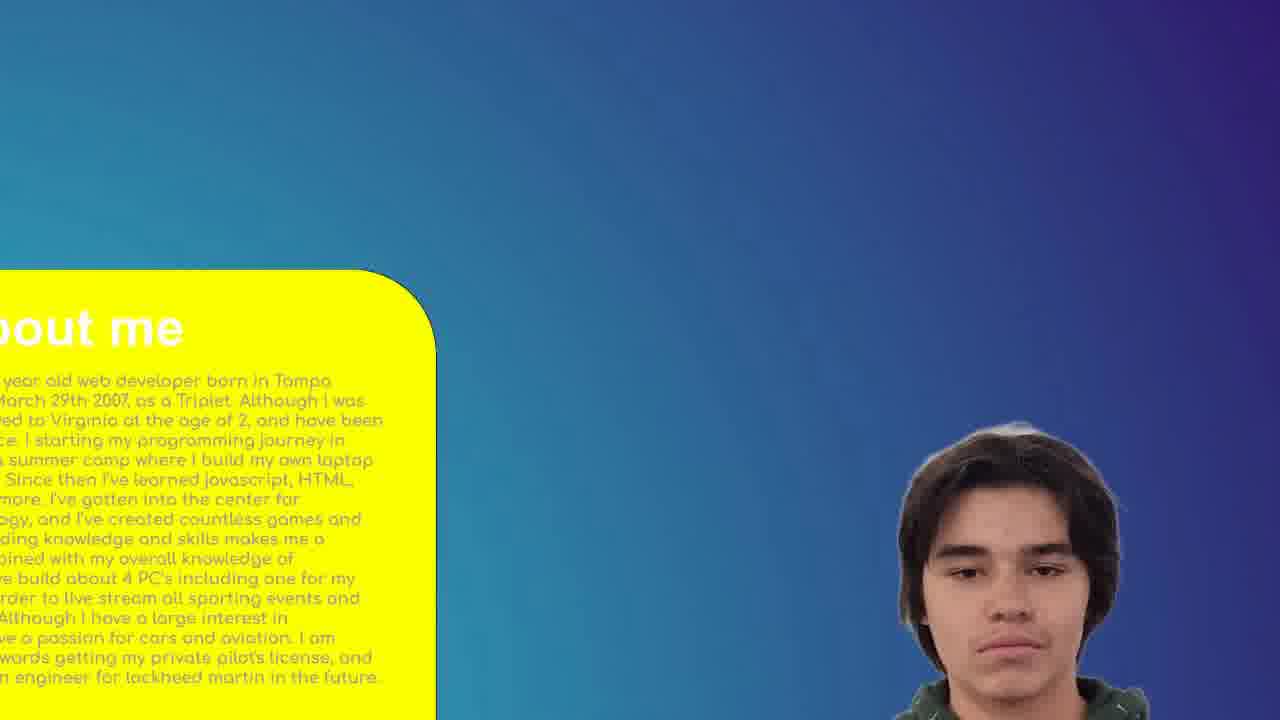 bout me
year old web developer born in Tampa
March 29th 2007, as a Triplet. Although I was
ved to Virginia at the age of 2, and have been
ce. I starting my programming journey in
summer camp where I build my own laptop
Since then I've learned javascript, HTML,
more. I've gotten into the center for
ogy, and I've created countless games and
ding knowledge and skills makes me a
bined with my overall knowledge of
ve build about 4 PC's including one for my
rder to live stream all sporting events and
Although I have a large interest in
ve a passion for cars and aviation. I am
wards getting my private pilot's license, and
n engineer for lockheed martin in the future.